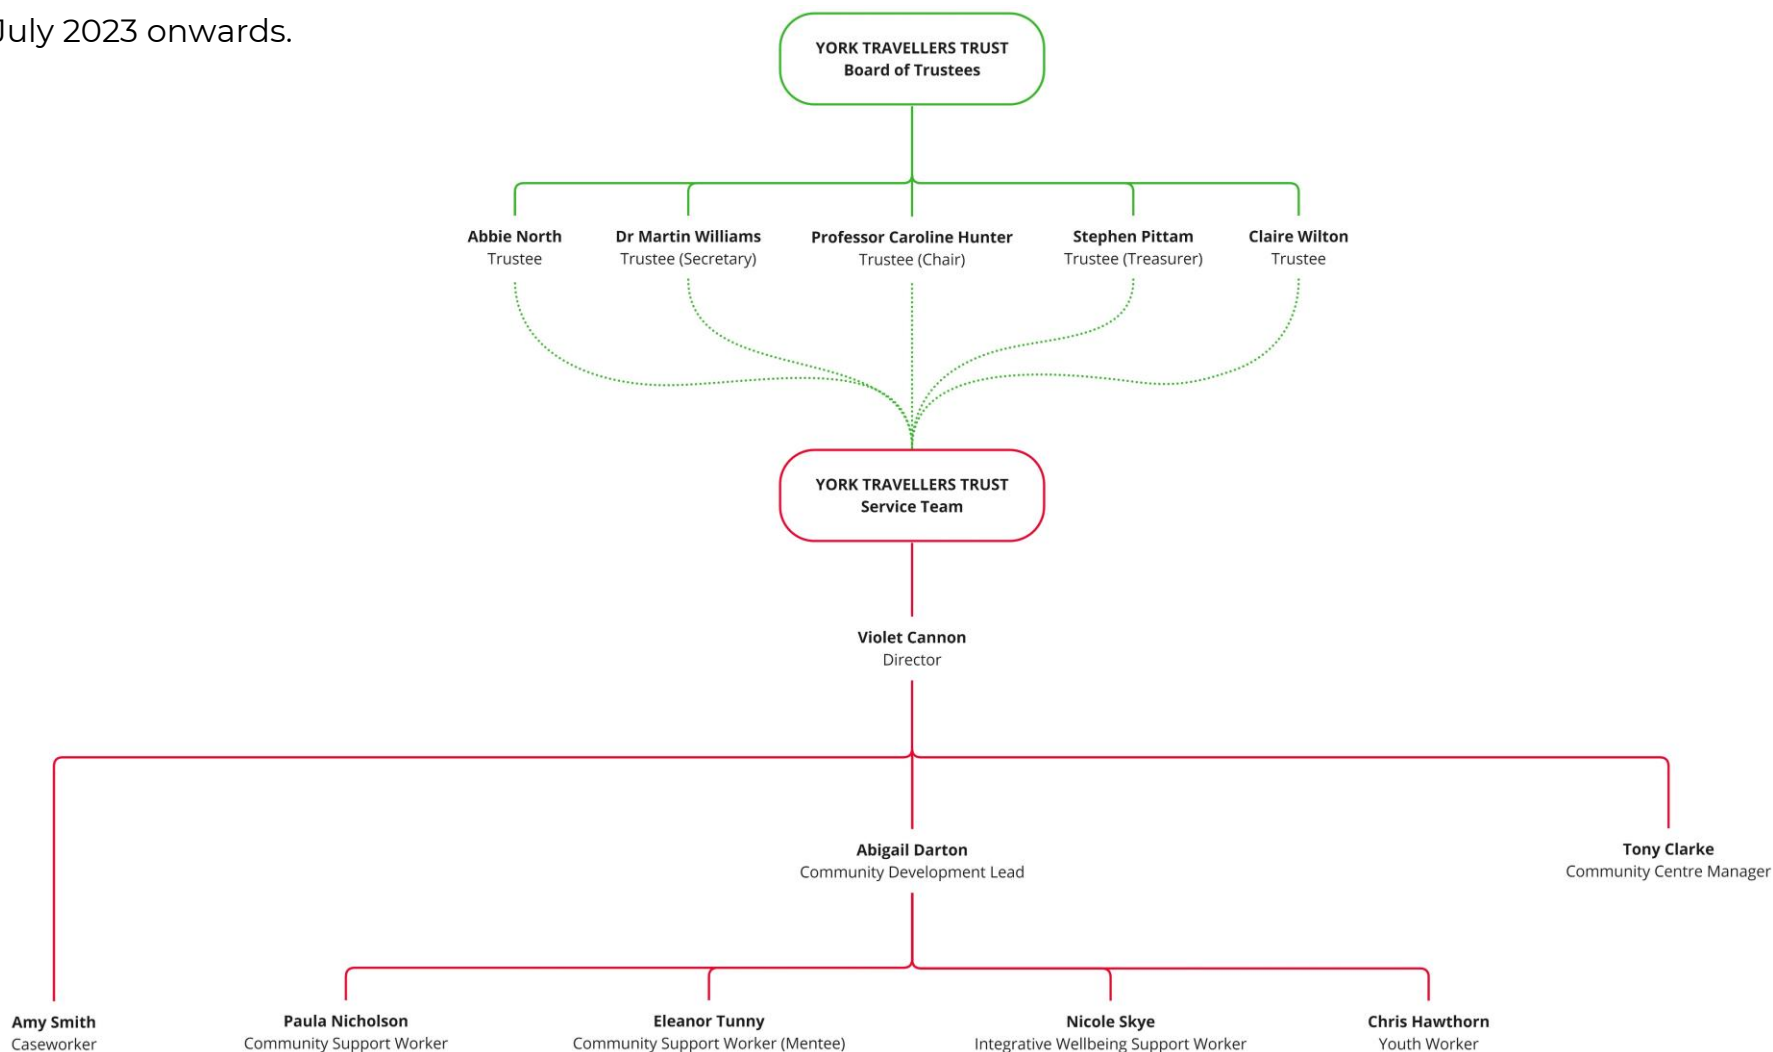 July 2023 onwards.
YORK TRAVELLERS TRUST
Board of Trustees
Abbie North
Trustee
Dr Martin Williams
Trustee (Secretary)
Professor Caroline Hunter
Trustee (Chair)
Stephen Pittam
Trustee (Treasurer)
Claire Wilton
Trustee
YORK TRAVELLERS TRUST
Service Team
Violet Cannon
Director
Abigail Darton
Community Development Lead
Tony Clarke
Community Centre Manager
Amy Smith
Caseworker
Paula Nicholson
Community Support Worker
Eleanor Tunny
Community Support Worker (Mentee)
Nicole Skye
Integrative Wellbeing Support Worker
Chris Hawthorn
Youth Worker